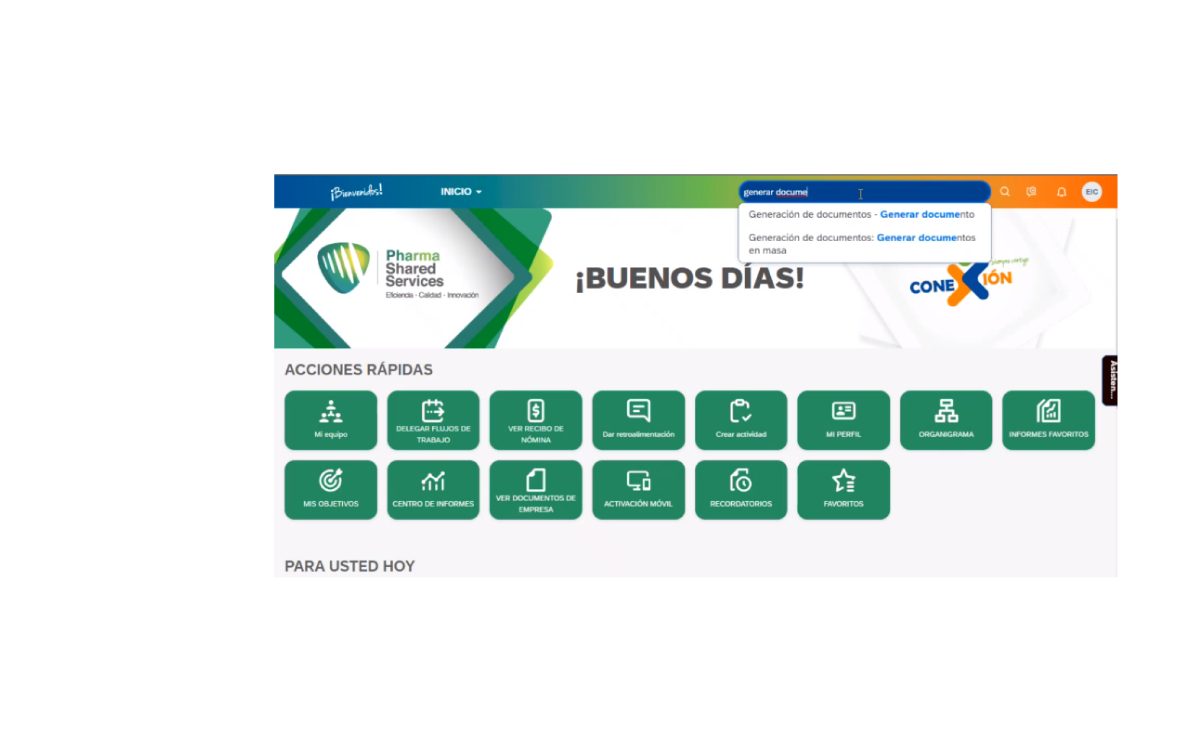 ¡Bienvenidos!
INICIO
generar docume
EIC
Generación de documentos - Generar documento
Generación de documentos: Generar documentos
en masa
Pharma
Shared
Services
Eficiencia - Calidad - Innovación
¡BUENOS DÍAS!
CONEXIÓN
ACCIONES RÁPIDAS
Asisten...
Mi equipo
DELEGAR FLUJOS DE
TRABAJO
VER RECIBO DE
NÓMINA
Dar retroalimentación
Crear actividad
MI PERFIL
ORGANIGRAMA
INFORMES FAVORITOS
MIS OBJETIVOS
CENTRO DE INFORMES
VER DOCUMENTOS DE
EMPRESA
ACTIVACIÓN MÓVIL
RECORDATORIOS
FAVORITOS
PARA USTED HOY